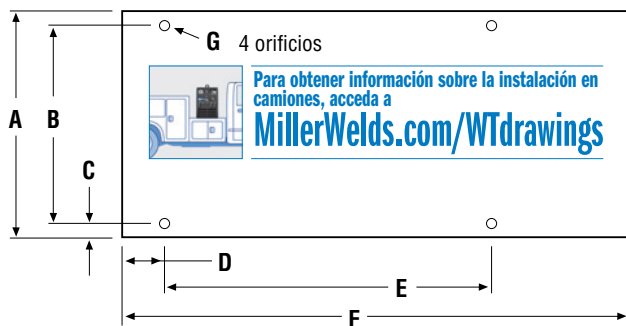 G 4 orificios
A
B
C
Para obtener información sobre la instalación en
camiones, acceda a
MillerWelds.com/WTdrawings
D
E
F